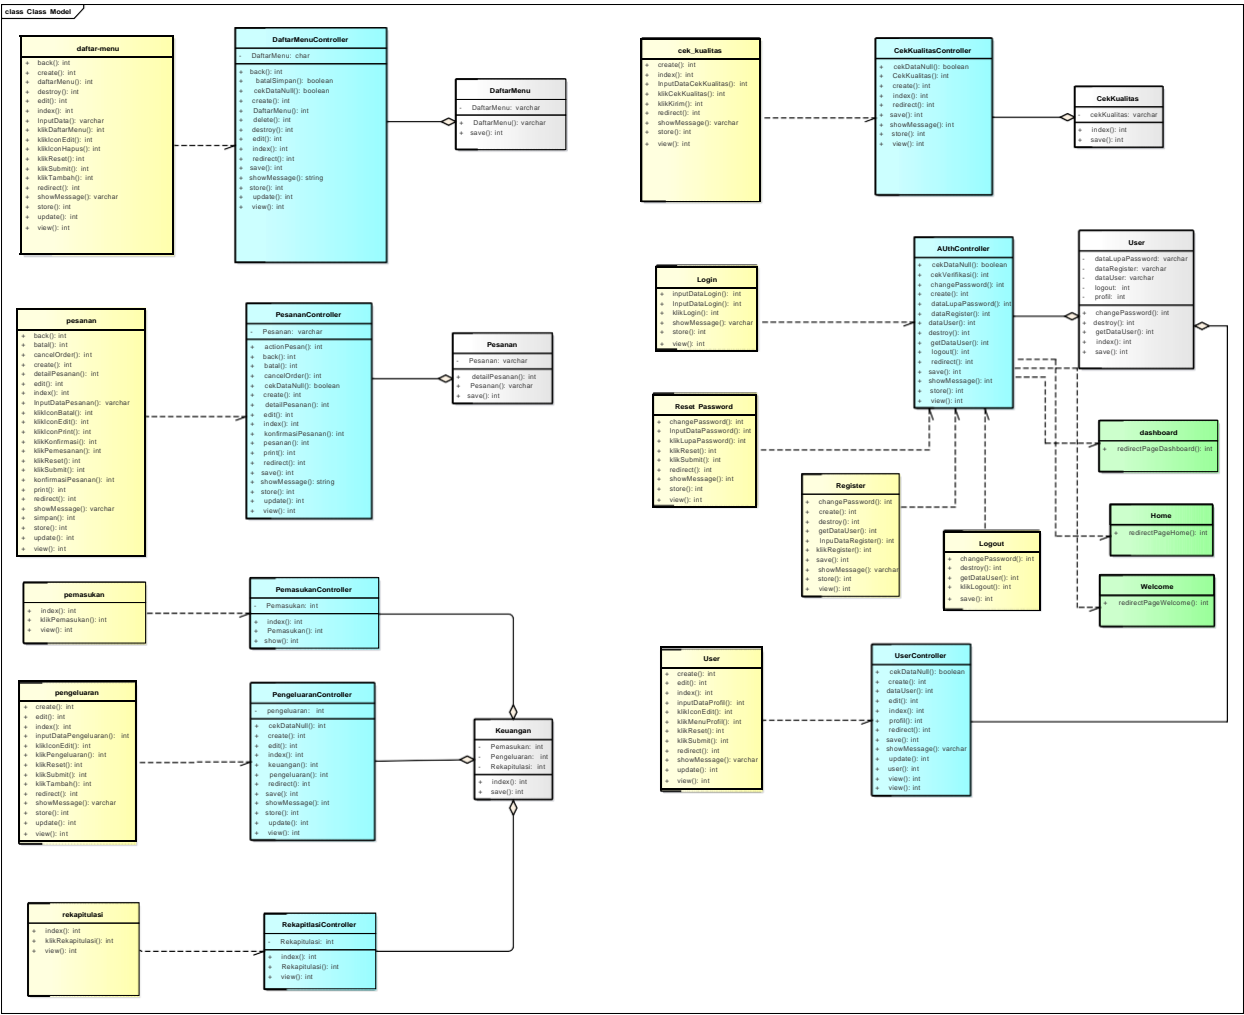 class Class Model
daftar-menu
+ back(): int
+ create(): int
+ daftarMenu(): int
+ destroy(): int
+ edit(): int
+ index(): int
+ InputData(): varchar
+ klikDaftarMenu(): int
+ klikIconEdit(): int
+ klikIconHapus(): int
+ klikReset(): int
+ klikSubmit(): int
+ klikTambah(): int
+ redirect(): int
+ showMessage(): varchar
+ store(): int
+ update(): int
+ view(): int
DaftarMenuController
- DaftarMenu: char
+ back(): int
+ batalSimpan(): boolean
+ cekDataNull(): boolean
+ create(): int
+ DaftarMenu(): int
+ delete(): int
+ destroy(): int
+ edit(): int
+ index(): int
+ redirect(): int
+ save(): int
+ showMessage(): string
+ store(): int
+ update(): int
+ view(): int
DaftarMenu
- DaftarMenu: varchar
+ DaftarMenu(): varchar
+ save(): int
cek_kualitas
+ create(): int
+ index(): int
+ InputDataCekKualitas(): int
+ klikCekKualitas(): int
+ klikKirim(): int
+ redirect(): int
+ showMessage(): varchar
+ store(): int
+ view(): int
CekKualitasController
+ cekDataNull(): boolean
+ CekKualitas(): int
+ create(): int
+ index(): int
+ redirect(): int
+ save(): int
+ showMessage(): int
+ store(): int
+ view(): int
CekKualitas
- cekKualitas: varchar
+ index(): int
+ save(): int
pesanan
+ back(): int
+ batal(): int
+ cancelOrder(): int
+ create(): int
+ detailPesanan(): int
+ edit(): int
+ index(): int
+ InputDataPesanan(): varchar
+ klikIconBatal(): int
+ klikIconEdit(): int
+ klikIconPrint(): int
+ klikKonfirmasi(): int
+ klikPemesanan(): int
+ klikReset(): int
+ klikSubmit(): int
+ konfirmasiPesanan(): int
+ print(): int
+ redirect(): int
+ showMessage(): varchar
+ simpan(): int
+ store(): int
+ update(): int
+ view(): int
PesananController
- Pesanan: varchar
+ actionPesan(): int
+ back(): int
+ batal(): int
+ cancelOrder(): int
+ cekDataNull(): boolean
+ create(): int
+ detailPesanan(): int
+ edit(): int
+ index(): int
+ konfirmasiPesanan(): int
+ pesanan(): int
+ print(): int
+ redirect(): int
+ save(): int
+ showMessage(): string
+ store(): int
+ update(): int
+ view(): int
Pesanan
- Pesanan: varchar
+ detailPesanan(): int
+ Pesanan(): varchar
+ save(): int
Login
+ inputDataLogin(): int
+ InputDataLogin(): int
+ klikLogin(): int
+ showMessage(): varchar
+ store(): int
+ view(): int
AUthController
+ cekDataNull(): boolean
+ cekVerifikasi(): int
+ changePassword(): int
+ create(): int
+ dataLupaPassword(): int
+ dataRegister(): int
+ dataUser(): int
+ destroy(): int
+ getDataUser(): int
+ logout(): int
+ redirect(): int
+ save(): int
+ showMessage(): int
+ store(): int
+ view(): int
User
- dataLupaPassword: varchar
- dataRegister: varchar
- dataUser: varchar
- logout: int
- profil: int
+ changePassword(): int
+ destroy(): int
+ getDataUser(): int
+ index(): int
+ save(): int
Reset Password
+ changePassword(): int
+ InputDataPassword(): int
+ klikLupaPassword(): int
+ klikReset(): int
+ klikSubmit(): int
+ redirect(): int
+ showMessage(): int
+ store(): int
+ view(): int
dashboard
+ redirectPageDashboard(): int
Register
+ changePassword(): int
+ create(): int
+ destroy(): int
+ getDataUser(): int
+ InpuDataRegister(): int
+ klikRegister(): int
+ save(): int
+ showMessage(): varchar
+ store(): int
+ view(): int
Home
+ redirectPageHome(): int
Logout
+ changePassword(): int
+ destroy(): int
+ getDataUser(): int
+ klikLogout(): int
+ save(): int
Welcome
+ redirectPageWelcome(): int
pemasukan
+ index(): int
+ klikPemasukan(): int
+ view(): int
PemasukanController
- Pemasukan: int
+ index(): int
+ Pemasukan(): int
+ show(): int
pengeluaran
+ create(): int
+ edit(): int
+ index(): int
+ inputDataPengeluaran(): int
+ klikIconEdit(): int
+ klikPengeluaran(): int
+ klikReset(): int
+ klikSubmit(): int
+ klikTambah(): int
+ redirect(): int
+ showMessage(): varchar
+ store(): int
+ update(): int
+ view(): int
PengeluaranController
- pengeluaran: int
+ cekDataNull(): int
+ create(): int
+ edit(): int
+ index(): int
+ keuangan(): int
+ pengeluaran(): int
+ redirect(): int
+ save(): int
+ showMessage(): int
+ store(): int
+ update(): int
+ view(): int
Keuangan
- Pemasukan: int
- Pengeluaran: int
- Rekapitulasi: int
+ index(): int
+ save(): int
User
+ create(): int
+ edit(): int
+ index(): int
+ inputDataProfil(): int
+ klikIconEdit(): int
+ klikMenuProfil(): int
+ klikReset(): int
+ klikSubmit(): int
+ redirect(): int
+ showMessage(): varchar
+ update(): int
+ view(): int
UserController
+ cekDataNull(): boolean
+ create(): int
+ dataUser(): int
+ edit(): int
+ index(): int
+ profil(): int
+ redirect(): int
+ save(): int
+ showMessage(): varchar
+ update(): int
+ user(): int
+ view(): int
+ view(): int
rekapitulasi
+ index(): int
+ klikRekapitulasi(): int
+ view(): int
RekapitlasiController
- Rekapitulasi: int
+ index(): int
+ Rekapitulasi(): int
+ view(): int